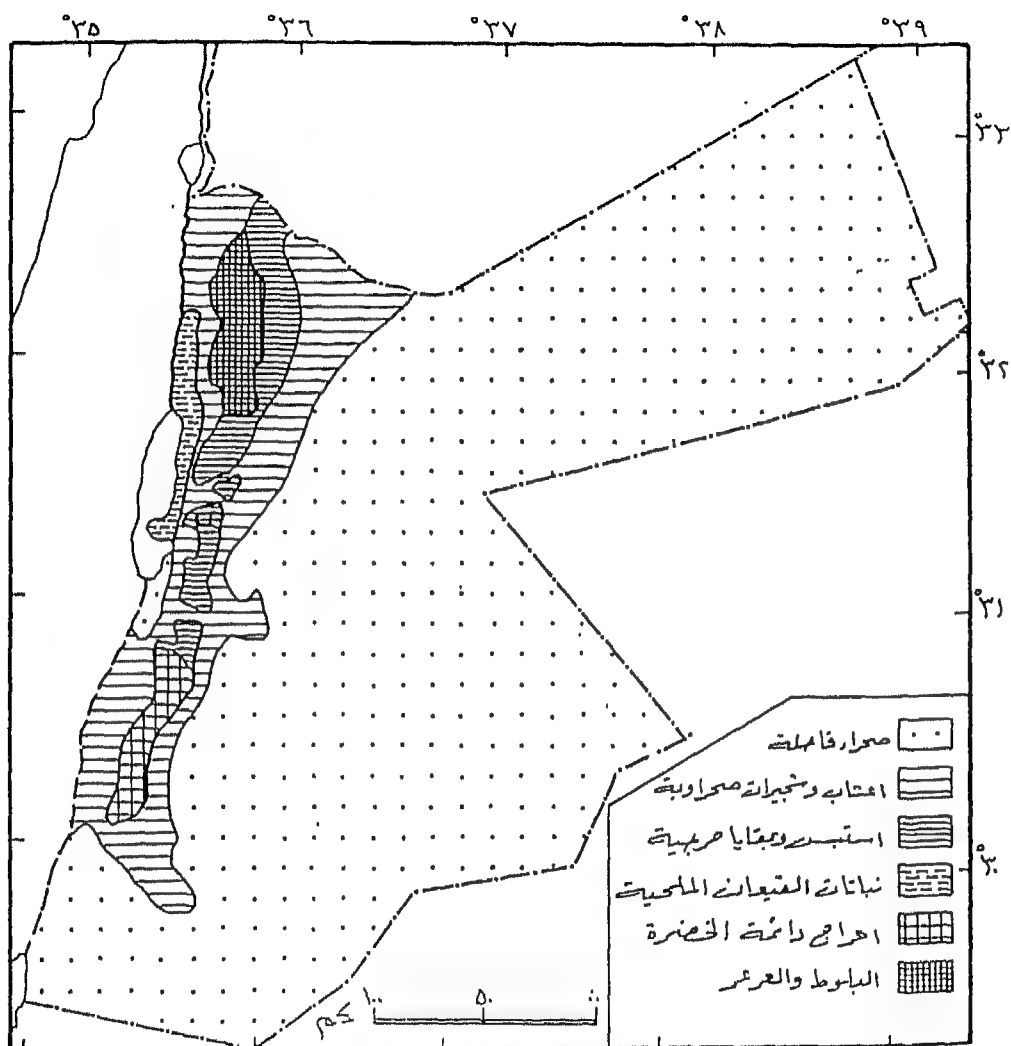 °٣٥ °٣٦ °٣٧ °٣٨ °٣٩
°٣٣
°٣٢
°٣١
°٣٠
صحراء قاحلة
اعشاب وشجيرات صحراوية
استبس وبقايا حرجية
نباتات القيعان الملحية
احراج دائمة الخضرة
البلوط والعرعر
١٠٠ ٥٠ كم